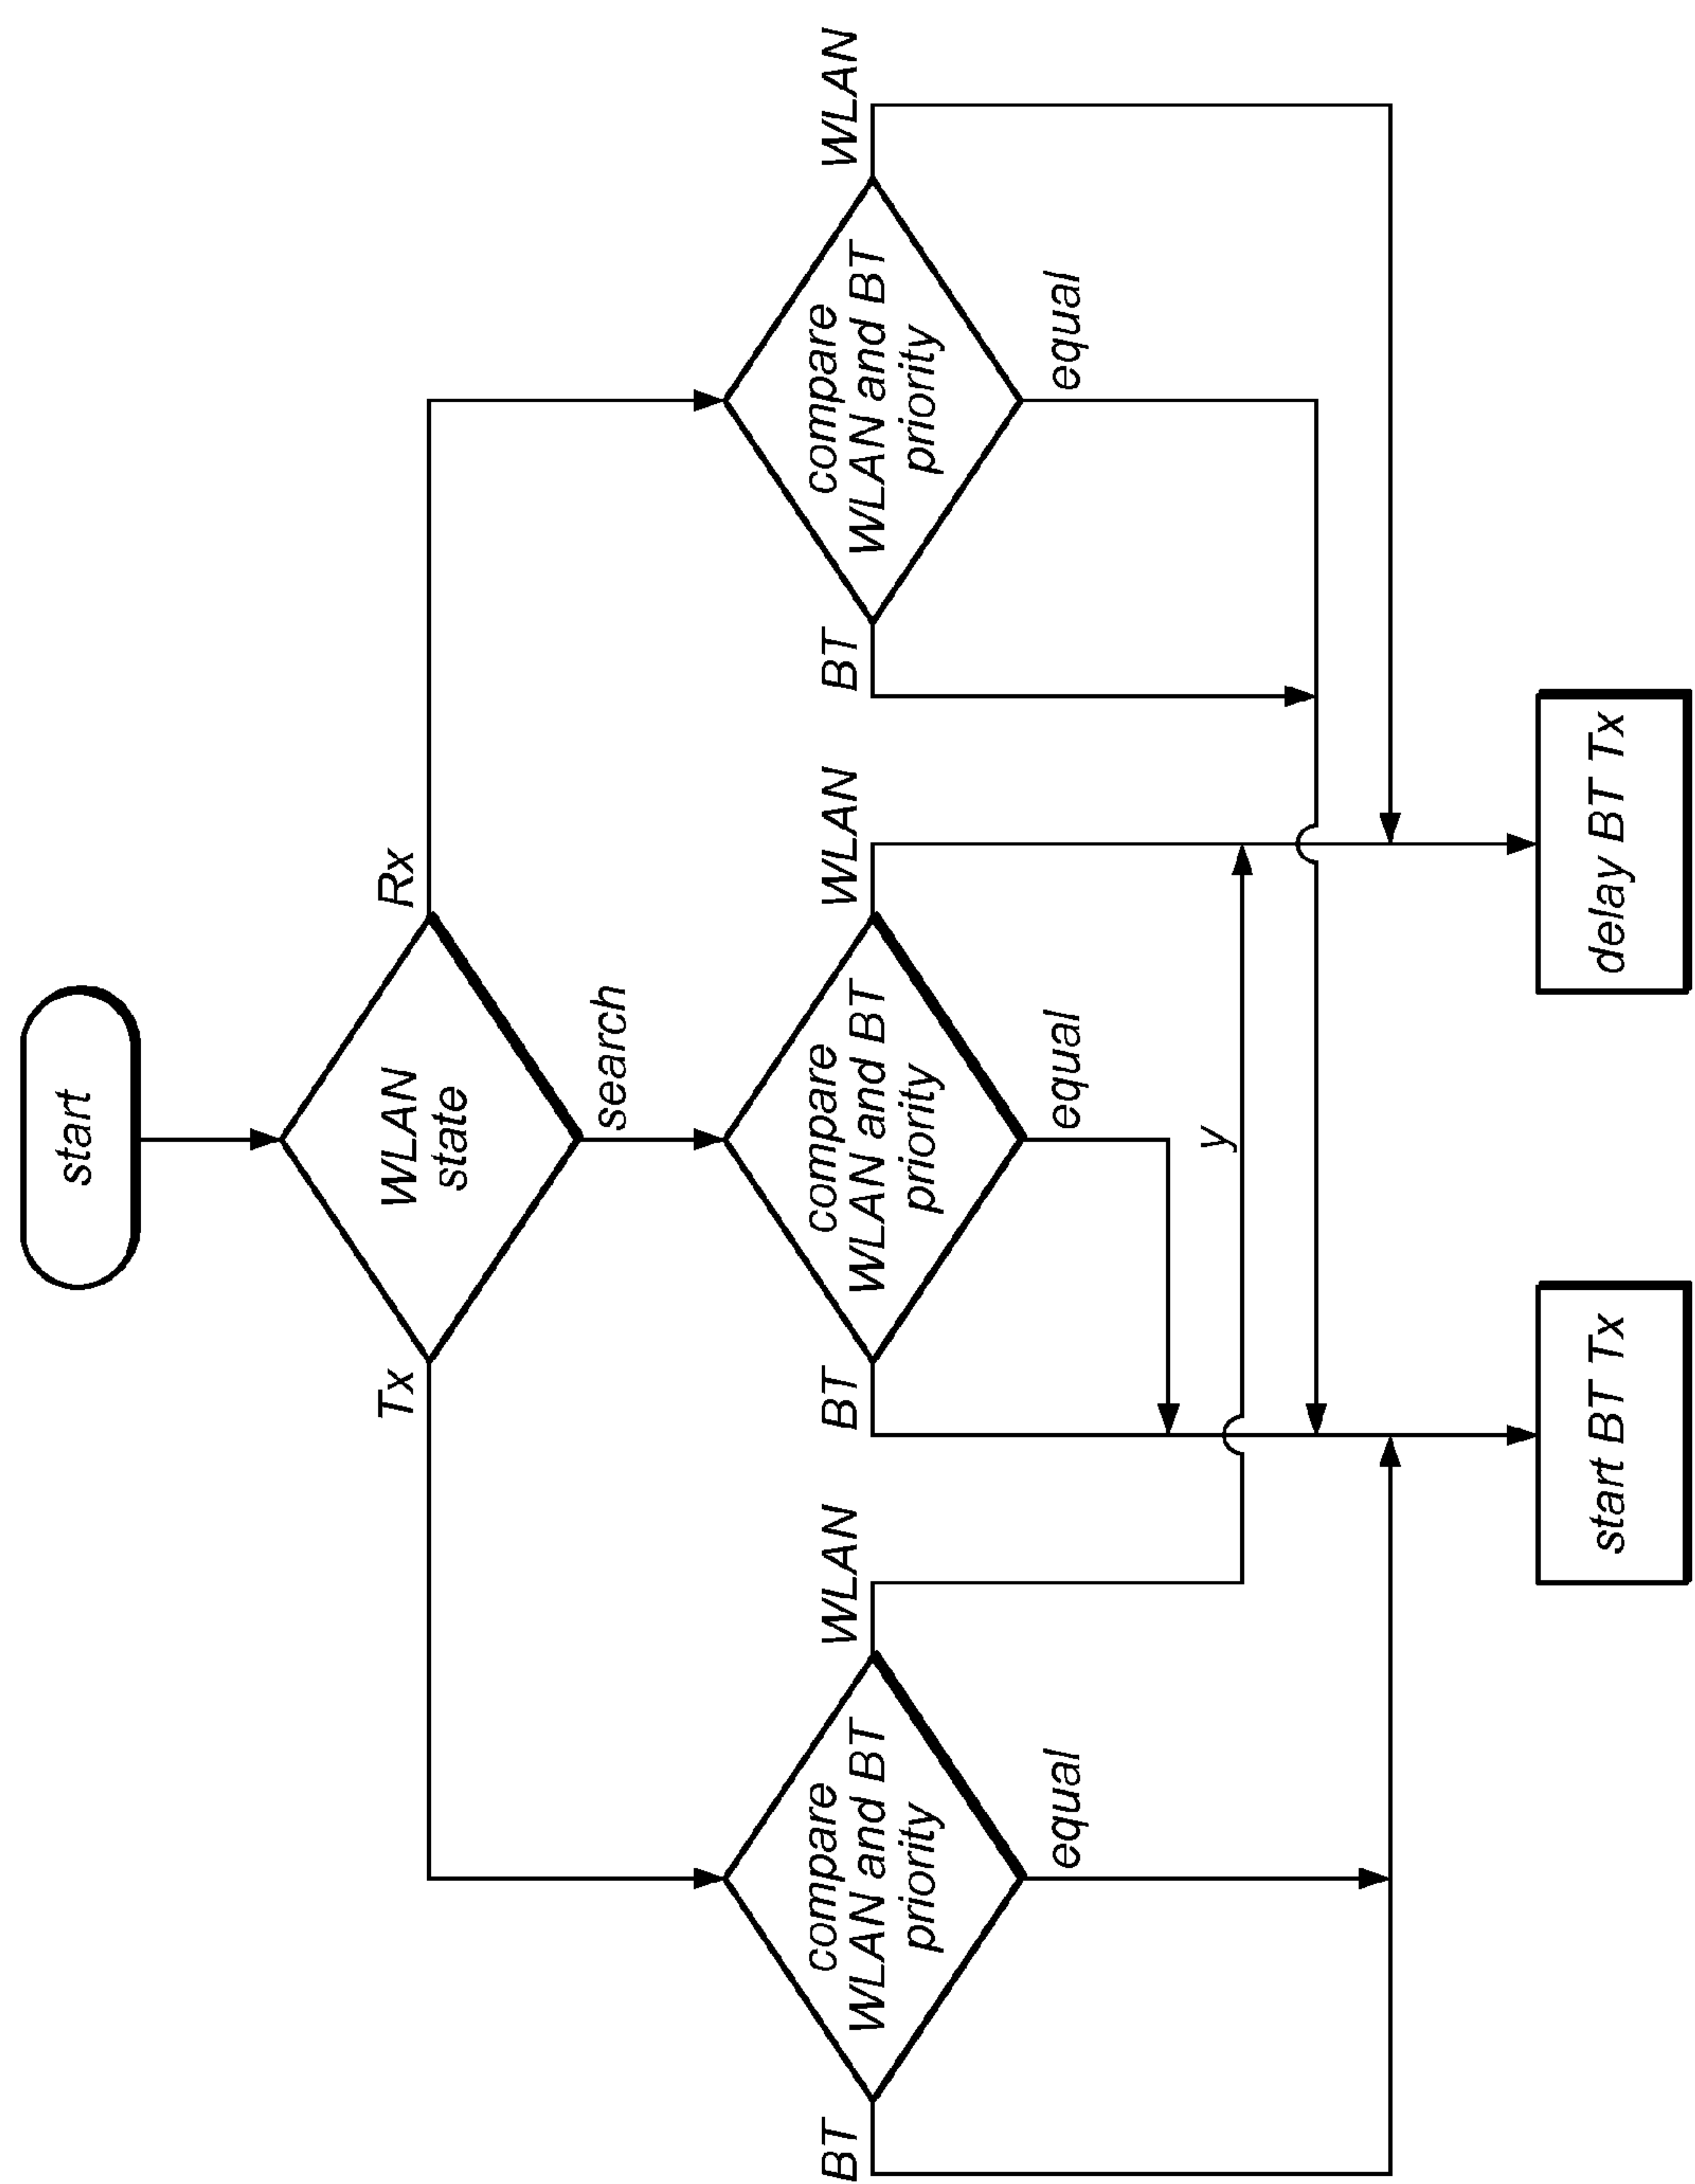 start
WLAN
state
Tx
Rx
search
BT
compare
WLAN and BT
priority
WLAN
equal
BT
compare
WLAN and BT
priority
WLAN
equal
BT
compare
WLAN and BT
priority
WLAN
equal
y
start BT Tx
delay BT Tx